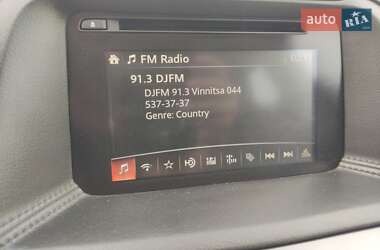 auto RIA
FM Radio
91.3 DJFM
DJFM 91.3 Vinnitsa 044
537-37-37
Genre: Country